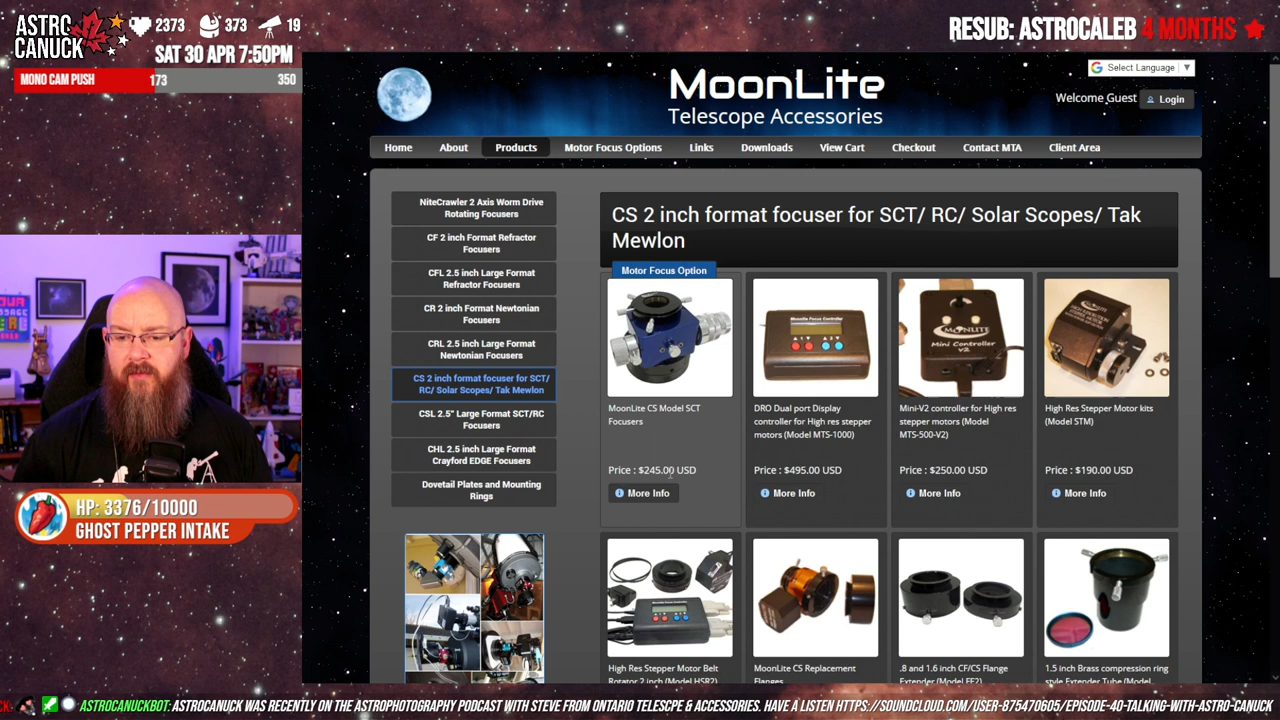 ASTRO CANUCK
2373
373
19
SAT 30 APR 7:50PM
MONO CAM PUSH 173 350
RESUB: ASTROCALEB 4 MONTHS
Select Language ▼
MoonLite
Telescope Accessories
Welcome Guest
Login
Home
About
Products
Motor Focus Options
Links
Downloads
View Cart
Checkout
Contact MTA
Client Area
NiteCrawler 2 Axis Worm Drive
Rotating Focusers
CF 2 inch Format Refractor
Focusers
CFL 2.5 inch Large Format
Refractor Focusers
CR 2 inch Format Newtonian
Focusers
CRL 2.5 inch Large Format
Newtonian Focusers
CS 2 inch format focuser for SCT/
RC/ Solar Scopes/ Tak Mewlon
CSL 2.5" Large Format SCT/RC
Focusers
CHL 2.5 inch Large Format
Crayford EDGE Focusers
Dovetail Plates and Mounting
Rings
CS 2 inch format focuser for SCT/ RC/ Solar Scopes/ Tak
Mewlon
Motor Focus Option
MoonLite CS Model SCT
Focusers
Price : $245.00 USD
More Info
MoonLite Focus Controller
DRO Dual port Display
controller for High res stepper
motors (Model MTS-1000)
Price : $495.00 USD
More Info
MOONLITE
Mini Controller
V2
Mini-V2 controller for High res
stepper motors (Model
MTS-500-V2)
Price : $250.00 USD
More Info
High Res Stepper Motor kits
(Model STM)
Price : $190.00 USD
More Info
High Res Stepper Motor Belt
Rotator 2 inch (Model HSR2)
MoonLite CS Replacement
Flanges
.8 and 1.6 inch CF/CS Flange
Extender (Model FE2)
1.5 inch Brass compression ring
style Extender Tube (Model
HP: 3376/10000
GHOST PEPPER INTAKE
CK:
ASTROCANUCKBOT: ASTROCANUCK WAS RECENTLY ON THE ASTROPHOTOGRAPHY PODCAST WITH STEVE FROM ONTARIO TELESCPE & ACCESSORIES. HAVE A LISTEN HTTPS://SOUNDCLOUD.COM/USER-875470605/EPISODE-40-TALKING-WITH-ASTRO-CANUCK